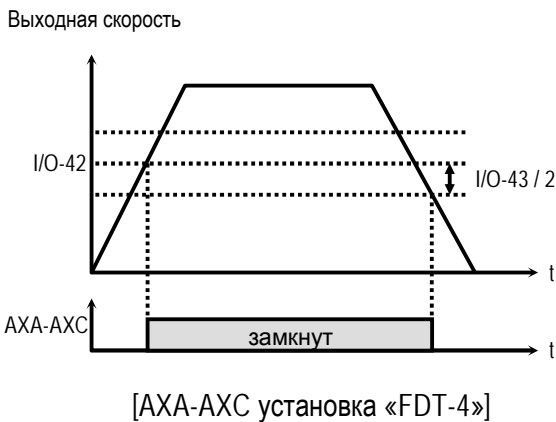 Выходная скорость
I/O-42
I/O-43 / 2
t
AXA-AXC
замкнут
t
[AXA-AXC установка «FDT-4»]